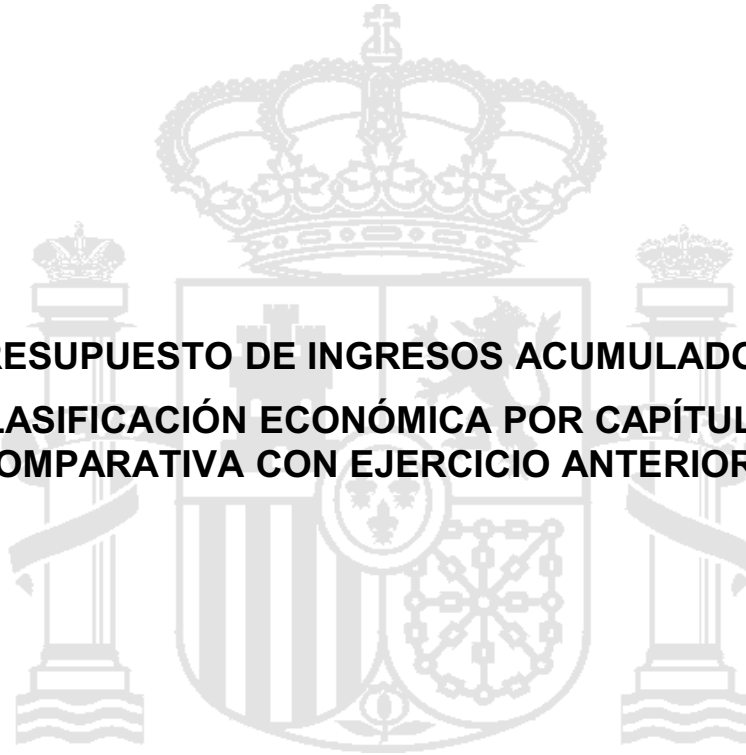 RESUPUESTO DE INGRESOS ACUMULADO
LASIFICACIÓN ECONÓMICA POR CAPÍTUL
OMPARATIVA CON EJERCICIO ANTERIOR